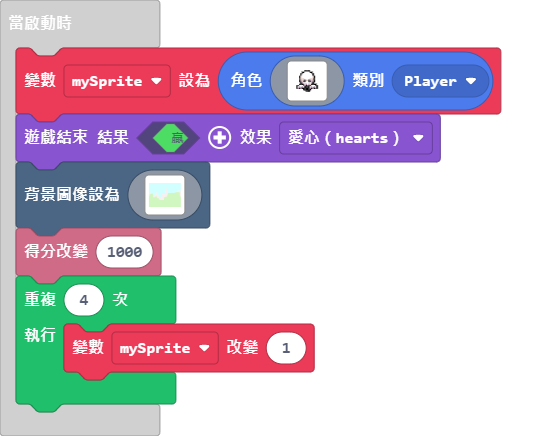 當啟動時
變數 mySprite 設為 角色 類別 Player
遊戲結束 結果 贏 效果 愛心(hearts)
背景圖像設為
得分改變 1000
重複 4 次
執行 變數 mySprite 改變 1